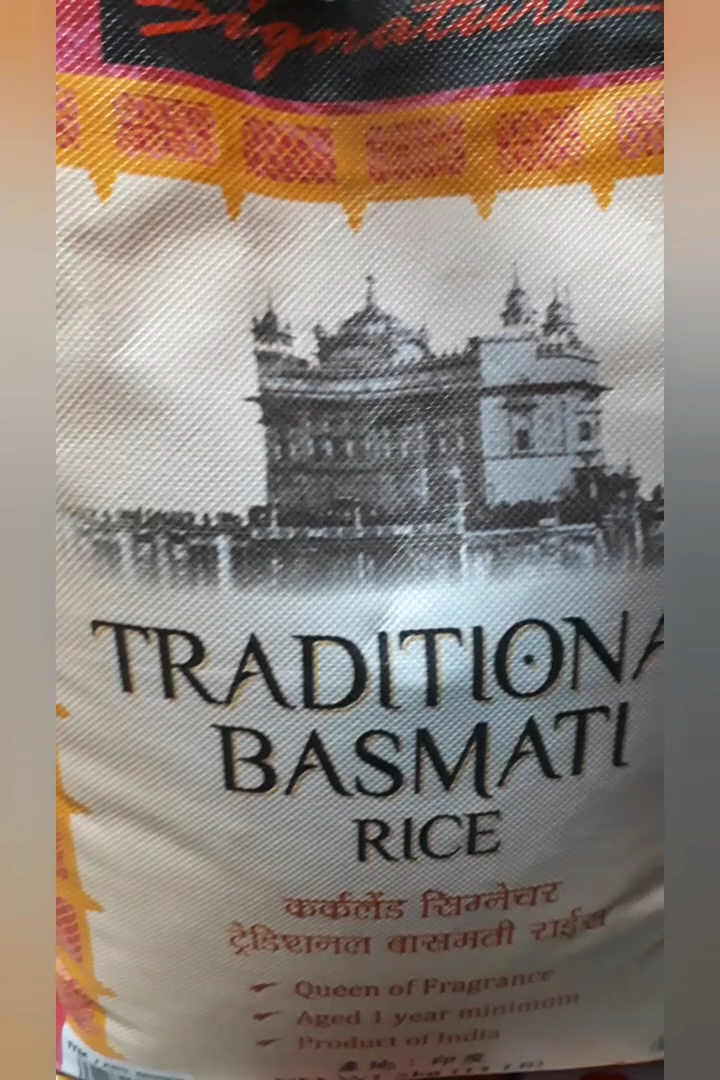 Signature
TRADITIONA
BASMATI
RICE
कर्कलेंड सिग्नेचर
ट्रेडिशनल बासमती राईस
Queen of Fragrance
Aged 1 year minimum
Product of India